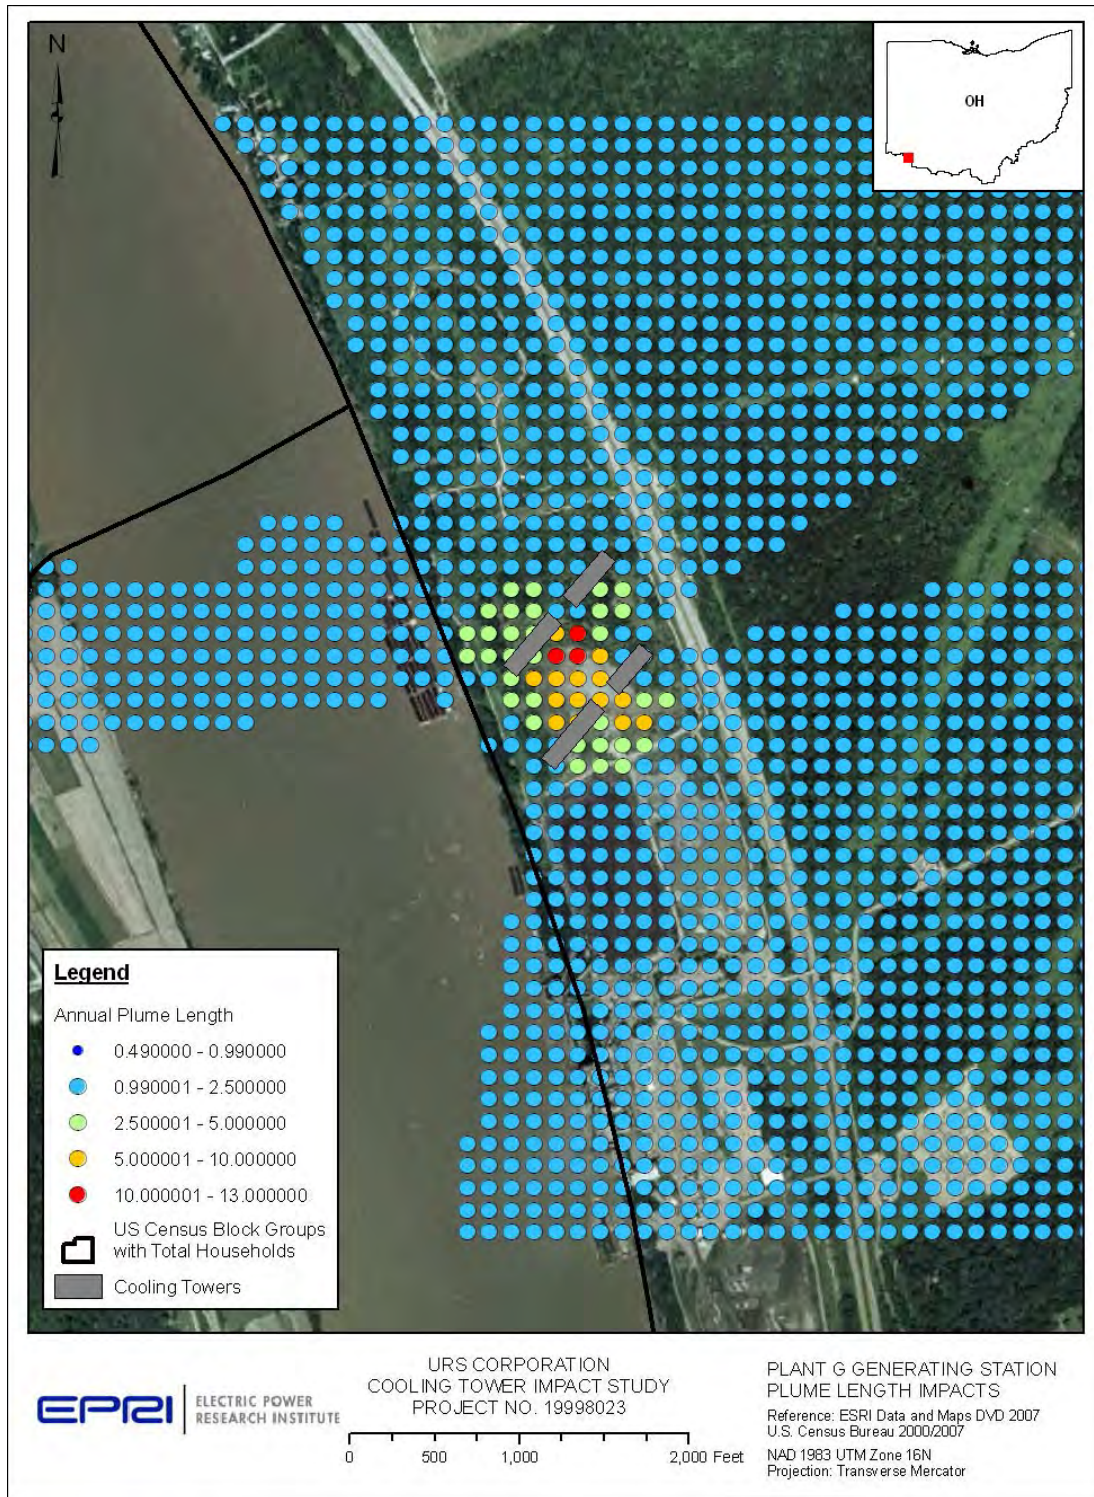 N
OH
Legend
Annual Plume Length
0.490000 - 0.990000
0.990001 - 2.500000
2.500001 - 5.000000
5.000001 - 10.000000
10.000001 - 13.000000
US Census Block Groups
with Total Households
Cooling Towers
EPRI
ELECTRIC POWER
RESEARCH INSTITUTE
URS CORPORATION
COOLING TOWER IMPACT STUDY
PROJECT NO. 19998023
0 500 1,000 2,000 Feet
PLANT G GENERATING STATION
PLUME LENGTH IMPACTS
Reference: ESRI Data and Maps DVD 2007
U.S. Census Bureau 2000/2007
NAD 1983 UTM Zone 16N
Projection: Transverse Mercator